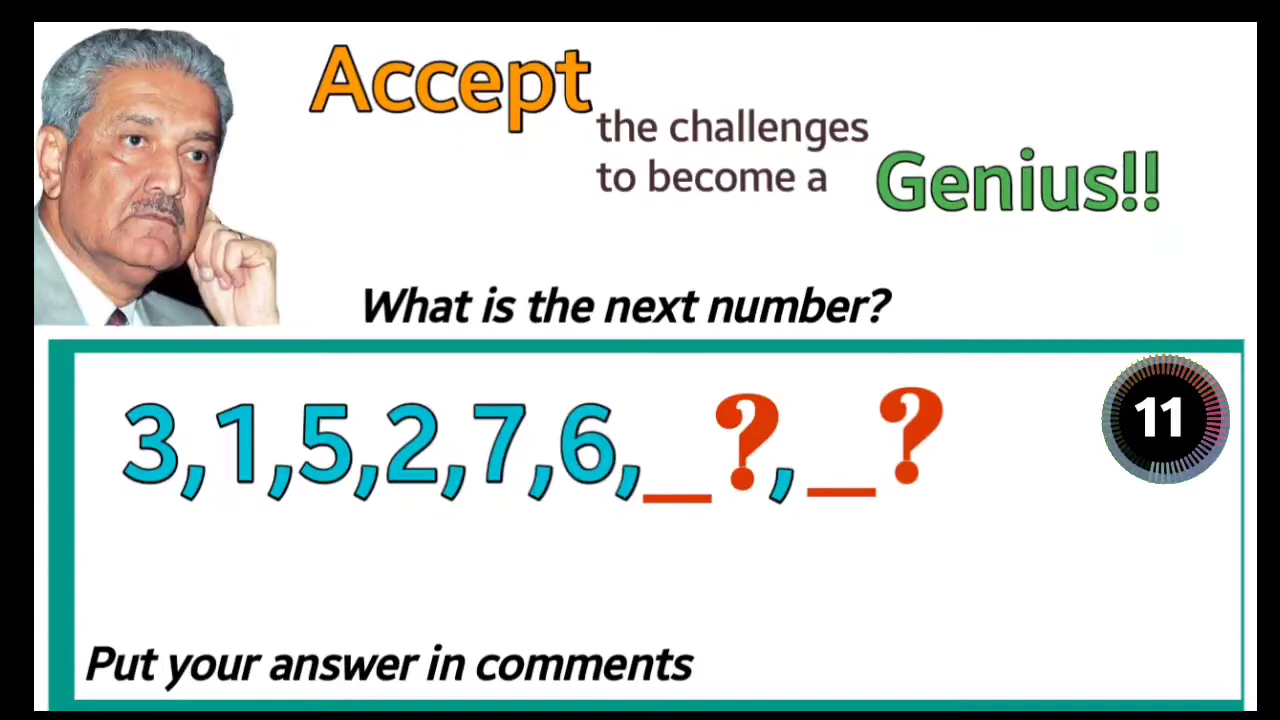 Accept
the challenges
to become a
Genius!!
What is the next number?
3,1,5,2,7,6,_?,_?
11
Put your answer in comments